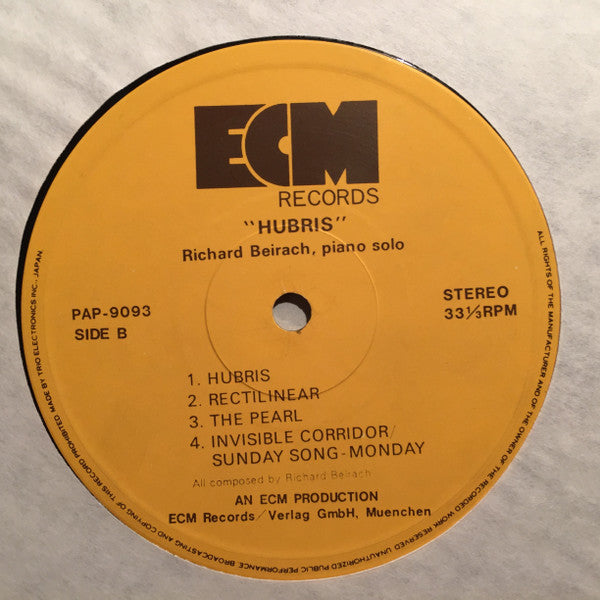 ECM
RECORDS
"HUBRIS"
Richard Beirach, piano solo
PAP-9093
SIDE B
STEREO
33⅓RPM
1. HUBRIS
2. RECTILINEAR
3. THE PEARL
4. INVISIBLE CORRIDOR/
SUNDAY SONG-MONDAY
All composed by Richard Beirach
AN ECM PRODUCTION
ECM Records/Verlag GmbH, Muenchen
ALL RIGHTS OF THE MANUFACTURER AND OF THE OWNER OF THE RECORDED WORK RESERVED UNAUTHORIZED PUBLIC PERFORMANCE BROADCASTING AND COPYING OF THIS RECORD PROHIBITED MADE BY TRIO ELECTRONICS INC., JAPAN.